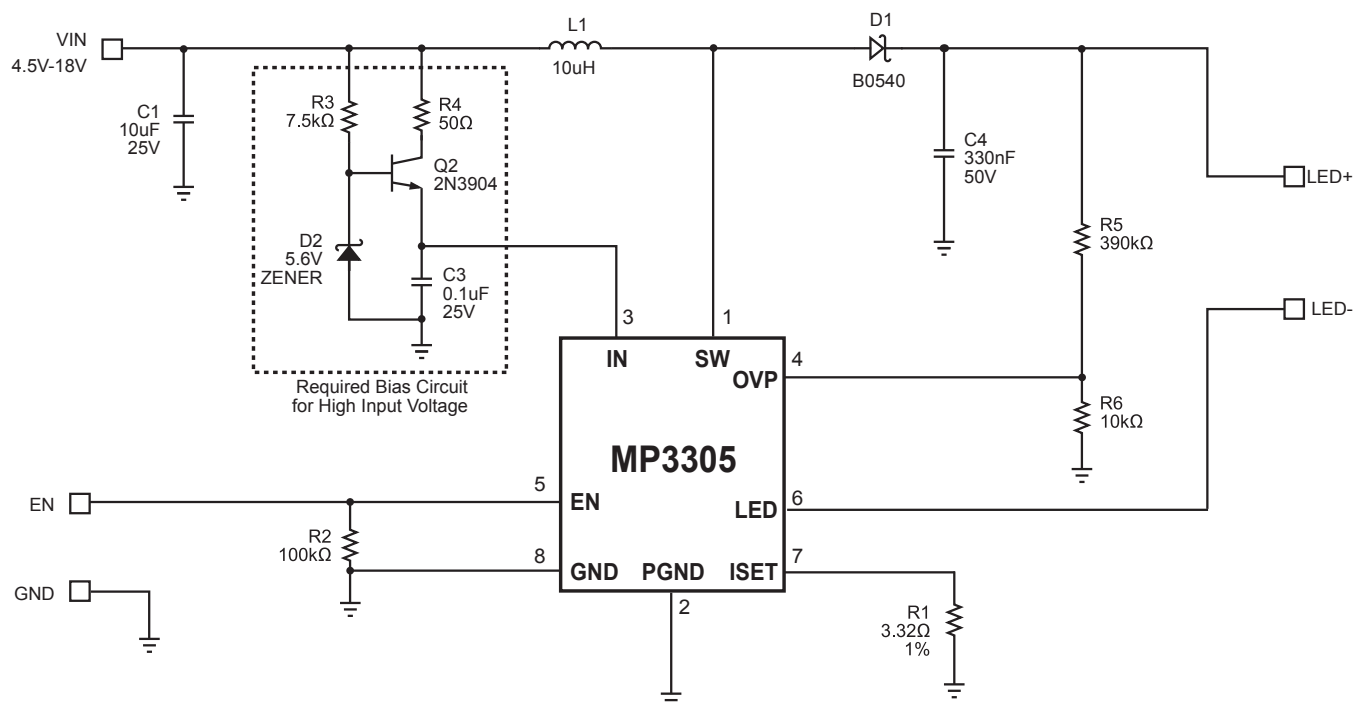 VIN
4.5V-18V
C1
10uF
25V
R3
7.5kΩ
R4
50Ω
Q2
2N3904
D2
5.6V
ZENER
C3
0.1uF
25V
Required Bias Circuit
for High Input Voltage
L1
10uH
D1
B0540
C4
330nF
50V
R5
390kΩ
LED+
LED-
3
1
IN
SW
OVP
4
R6
10kΩ
MP3305
EN
5
EN
LED
6
R2
100kΩ
8
GND
PGND
ISET
7
GND
2
R1
3.32Ω
1%